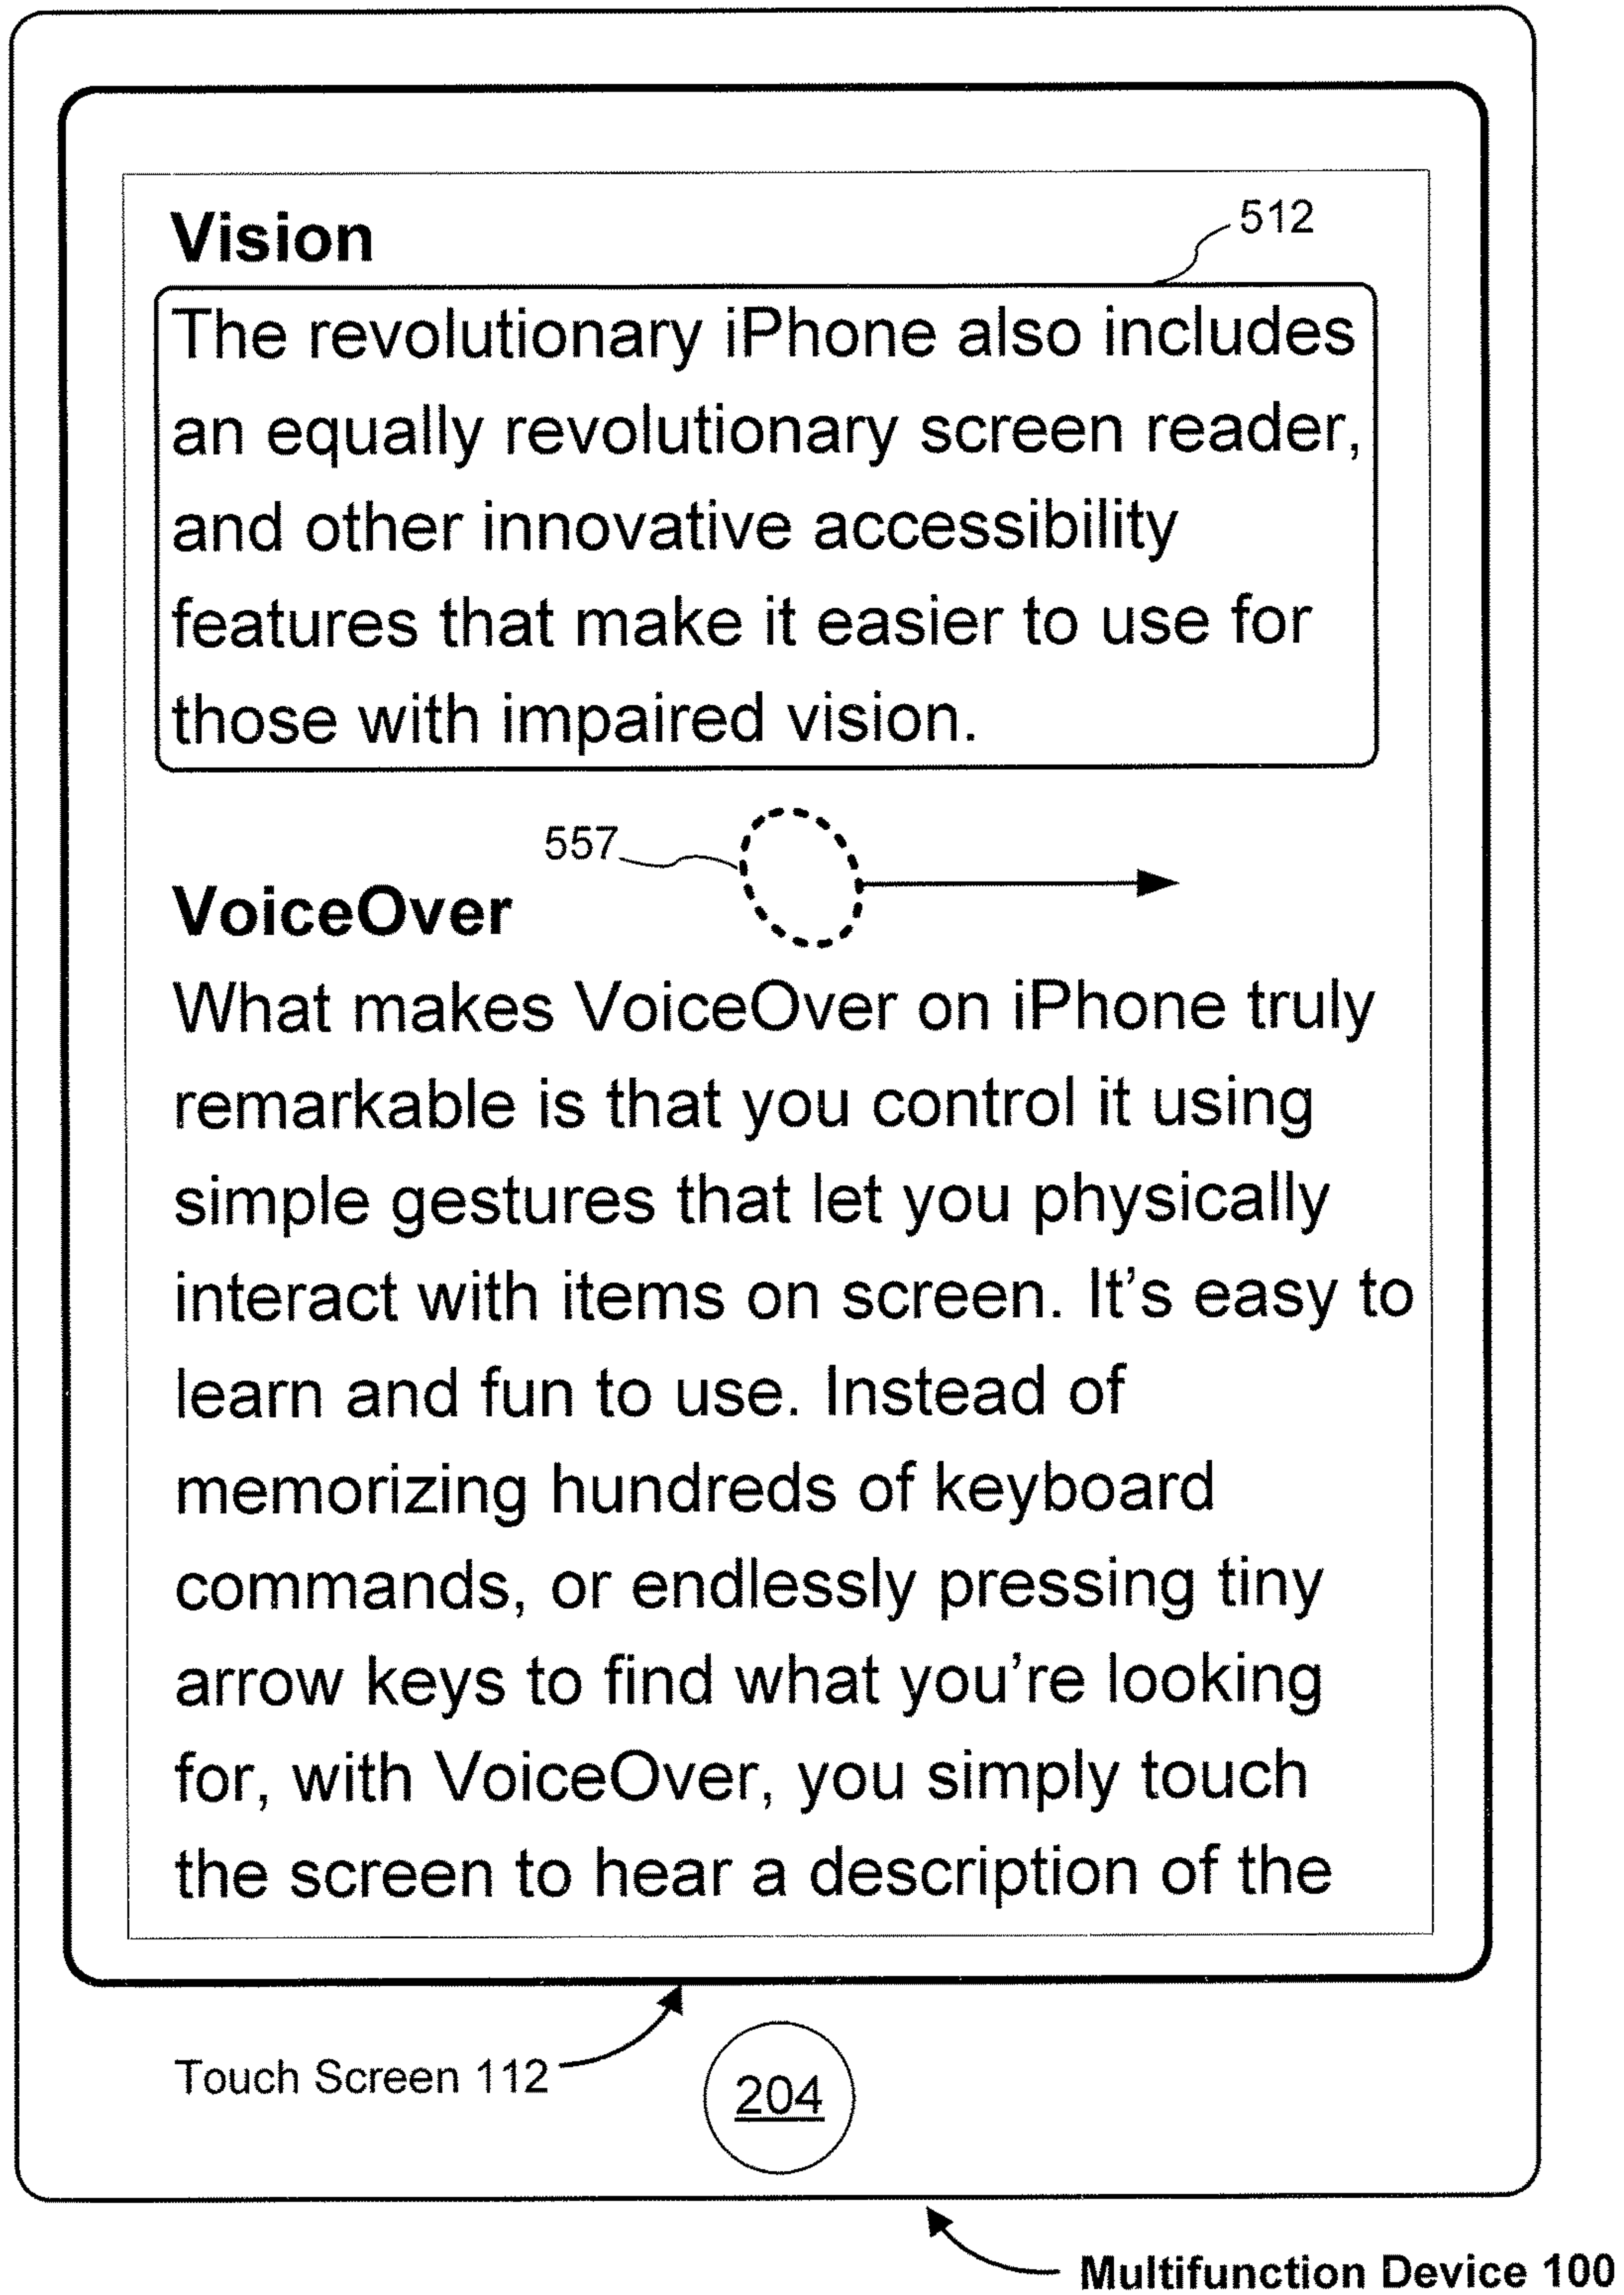 Vision
512
The revolutionary iPhone also includes
an equally revolutionary screen reader,
and other innovative accessibility
features that make it easier to use for
those with impaired vision.
557
VoiceOver
What makes VoiceOver on iPhone truly
remarkable is that you control it using
simple gestures that let you physically
interact with items on screen. It’s easy to
learn and fun to use. Instead of
memorizing hundreds of keyboard
commands, or endlessly pressing tiny
arrow keys to find what you’re looking
for, with VoiceOver, you simply touch
the screen to hear a description of the
Touch Screen 112
204
Multifunction Device 100